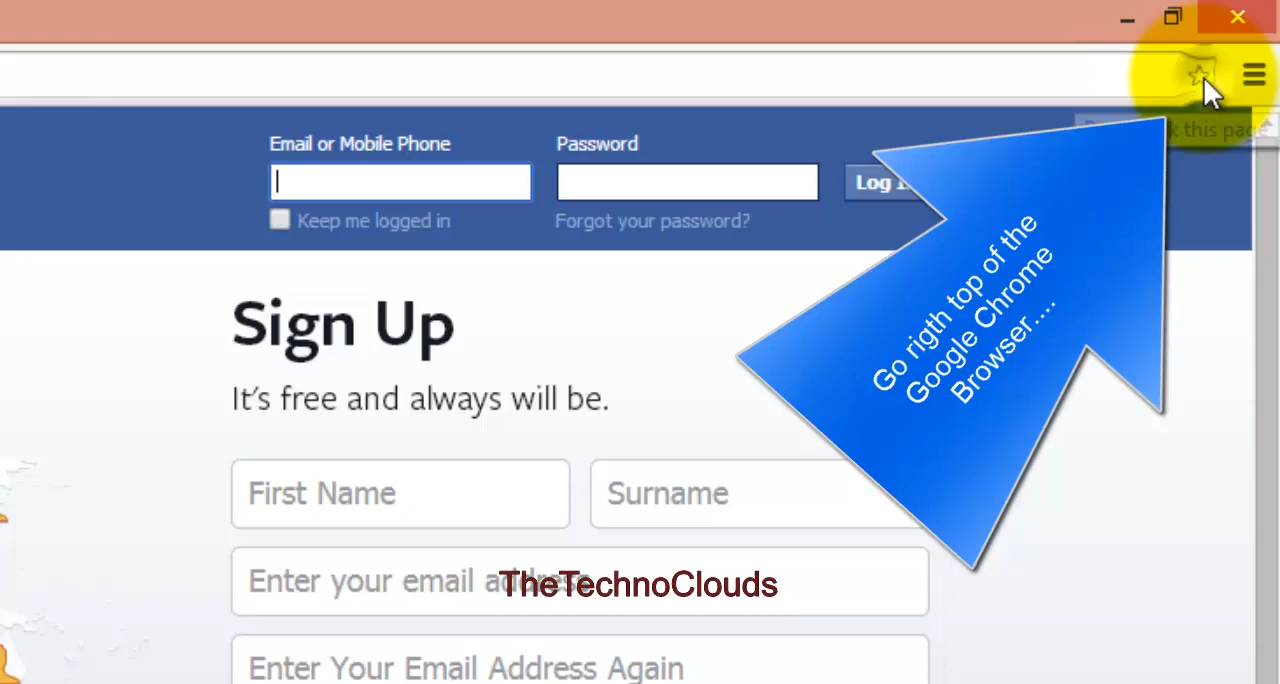 k this page
Email or Mobile Phone
Password
Log I
Keep me logged in
Forgot your password?
Go rigth top of the
Google Chrome
Browser....
Sign Up
It's free and always will be.
First Name
Surname
Enter your email address
TheTechnoClouds
Enter Your Email Address Again